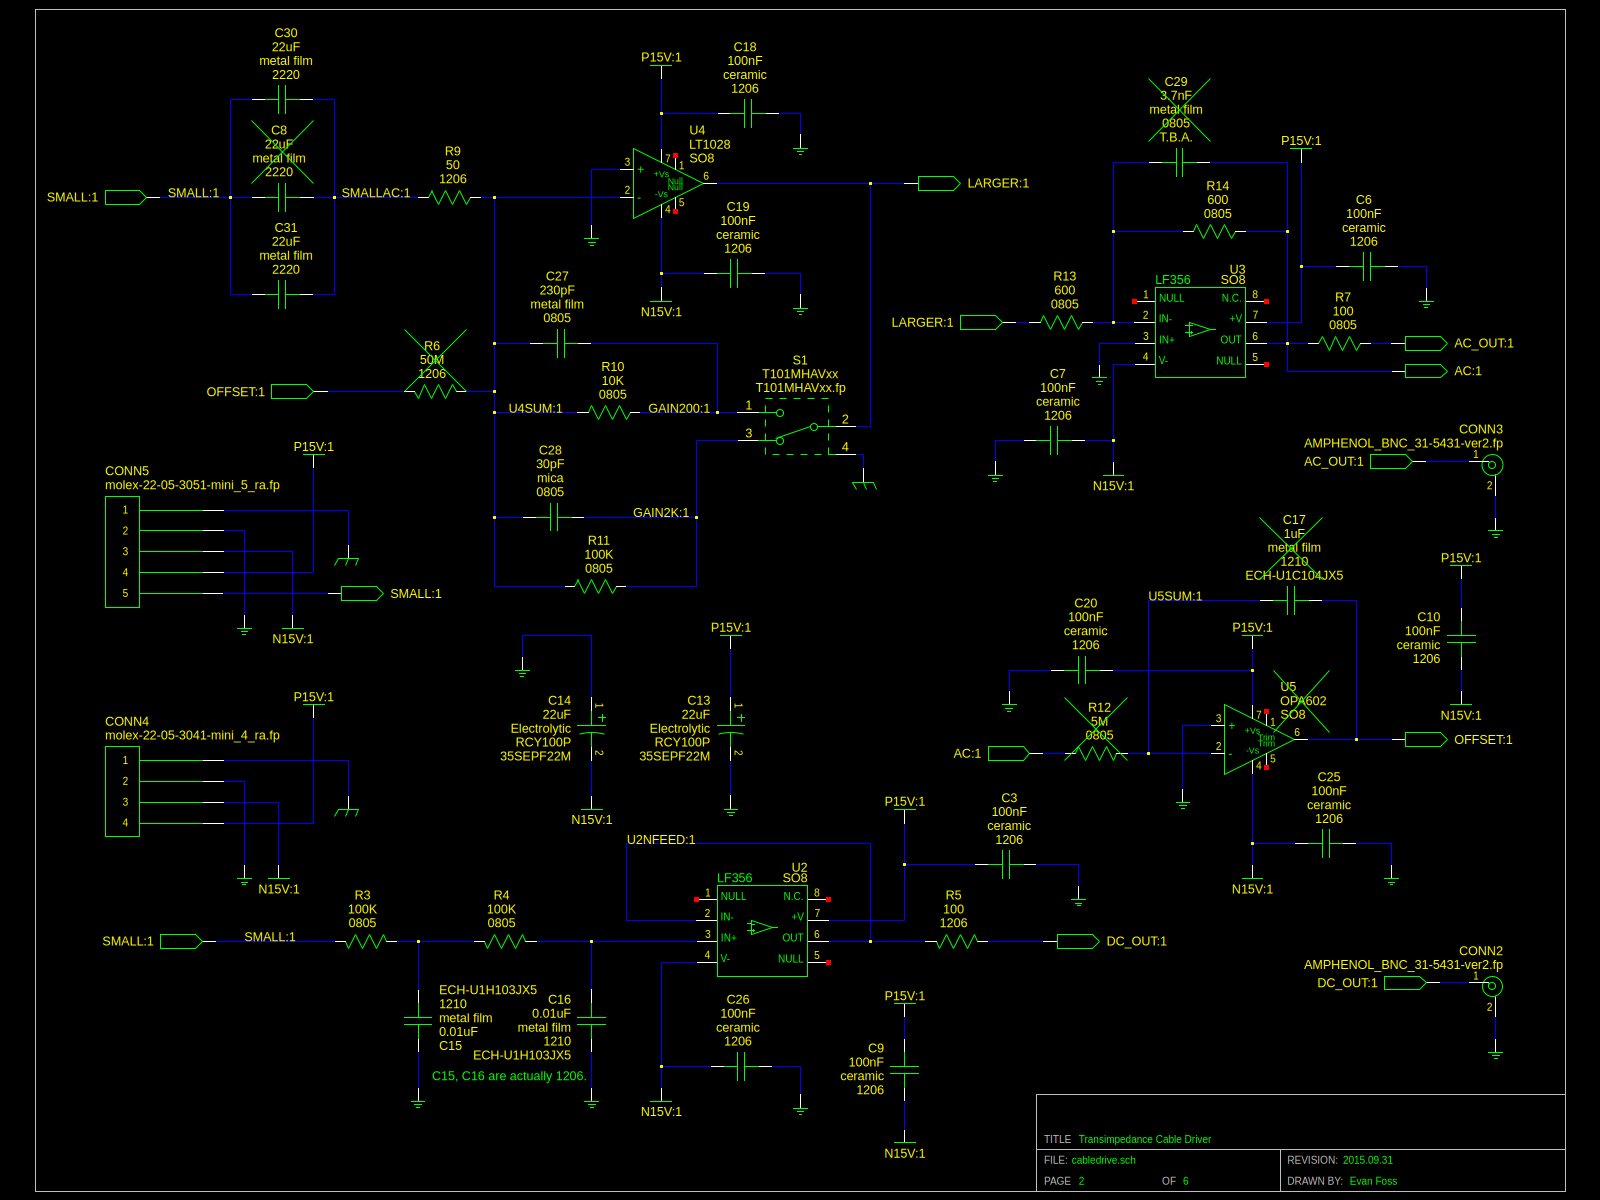 C30
22uF
metal film
2220
C8
22uF
metal film
2220
C31
22uF
metal film
2220
SMALL:1
SMALL:1
SMALLAC:1
R9
50
1206
P15V:1
C18
100nF
ceramic
1206
U4
LT1028
SO8
3
2
+
-
7
1
+Vs
Null
Null
-Vs
4
5
6
LARGER:1
C19
100nF
ceramic
1206
N15V:1
C27
230pF
metal film
0805
R6
50M
1206
OFFSET:1
R10
10K
0805
U4SUM:1
GAIN200:1
S1
T101MHAVxx
T101MHAVxx.fp
1
3
2
4
C28
30pF
mica
0805
GAIN2K:1
R11
100K
0805
C29
3.7nF
metal film
0805
T.B.A.
P15V:1
R14
600
0805
C6
100nF
ceramic
1206
R13
600
0805
LARGER:1
U3
LF356
SO8
1
NULL
N.C.
8
2
IN-
+V
7
3
IN+
OUT
6
4
V-
NULL
5
R7
100
0805
AC_OUT:1
AC:1
C7
100nF
ceramic
1206
N15V:1
CONN3
AMPHENOL_BNC_31-5431-ver2.fp
AC_OUT:1
1
2
P15V:1
CONN5
molex-22-05-3051-mini_5_ra.fp
1
2
3
4
5
SMALL:1
N15V:1
C17
1uF
metal film
1210
ECH-U1C104JX5
U5SUM:1
P15V:1
C20
100nF
ceramic
1206
P15V:1
C10
100nF
ceramic
1206
N15V:1
U5
OPA602
SO8
3
2
+
-
7
1
+Vs
Trim
Trim
-Vs
4
5
6
OFFSET:1
R12
5M
0805
AC:1
C25
100nF
ceramic
1206
N15V:1
P15V:1
C14
22uF
Electrolytic
RCY100P
35SEPF22M
1
+
2
N15V:1
C13
22uF
Electrolytic
RCY100P
35SEPF22M
1
+
2
P15V:1
CONN4
molex-22-05-3041-mini_4_ra.fp
1
2
3
4
N15V:1
P15V:1
C3
100nF
ceramic
1206
U2NFEED:1
U2
LF356
SO8
1
NULL
N.C.
8
2
IN-
+V
7
3
IN+
OUT
6
4
V-
NULL
5
R3
100K
0805
R4
100K
0805
SMALL:1
SMALL:1
R5
100
1206
DC_OUT:1
ECH-U1H103JX5
1210
metal film
0.01uF
C15
C16
0.01uF
metal film
1210
ECH-U1H103JX5
C15, C16 are actually 1206.
C26
100nF
ceramic
1206
N15V:1
P15V:1
C9
100nF
ceramic
1206
N15V:1
CONN2
AMPHENOL_BNC_31-5431-ver2.fp
DC_OUT:1
1
2
TITLE Transimpedance Cable Driver
FILE: cabledrive.sch
REVISION: 2015.09.31
PAGE 2 OF 6
DRAWN BY: Evan Foss